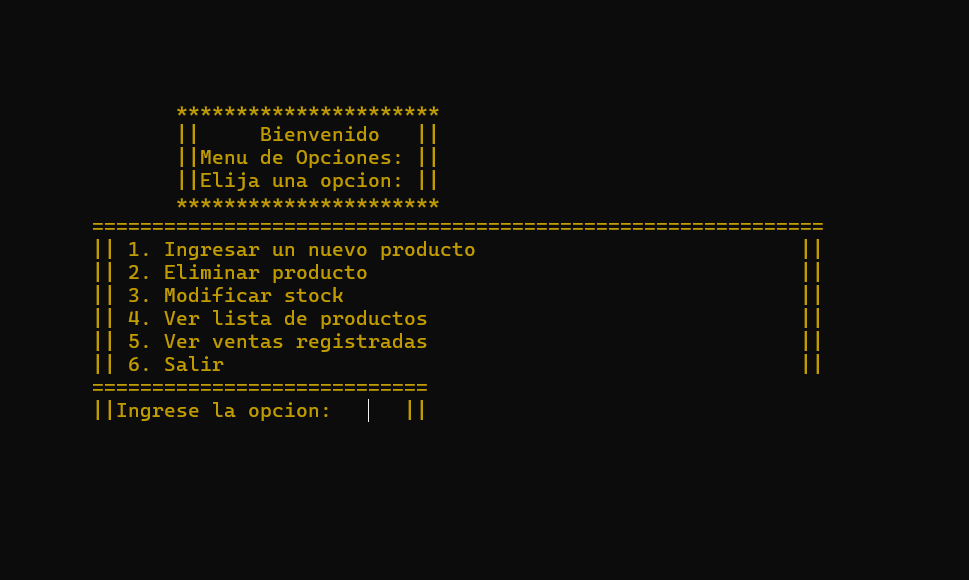 **********************
||     Bienvenido   ||
||Menu de Opciones: ||
||Elija una opcion: ||
**********************
=============================================================
|| 1. Ingresar un nuevo producto                           ||
|| 2. Eliminar producto                                    ||
|| 3. Modificar stock                                      ||
|| 4. Ver lista de productos                               ||
|| 5. Ver ventas registradas                               ||
|| 6. Salir                                                ||
============================
||Ingrese la opcion:      ||